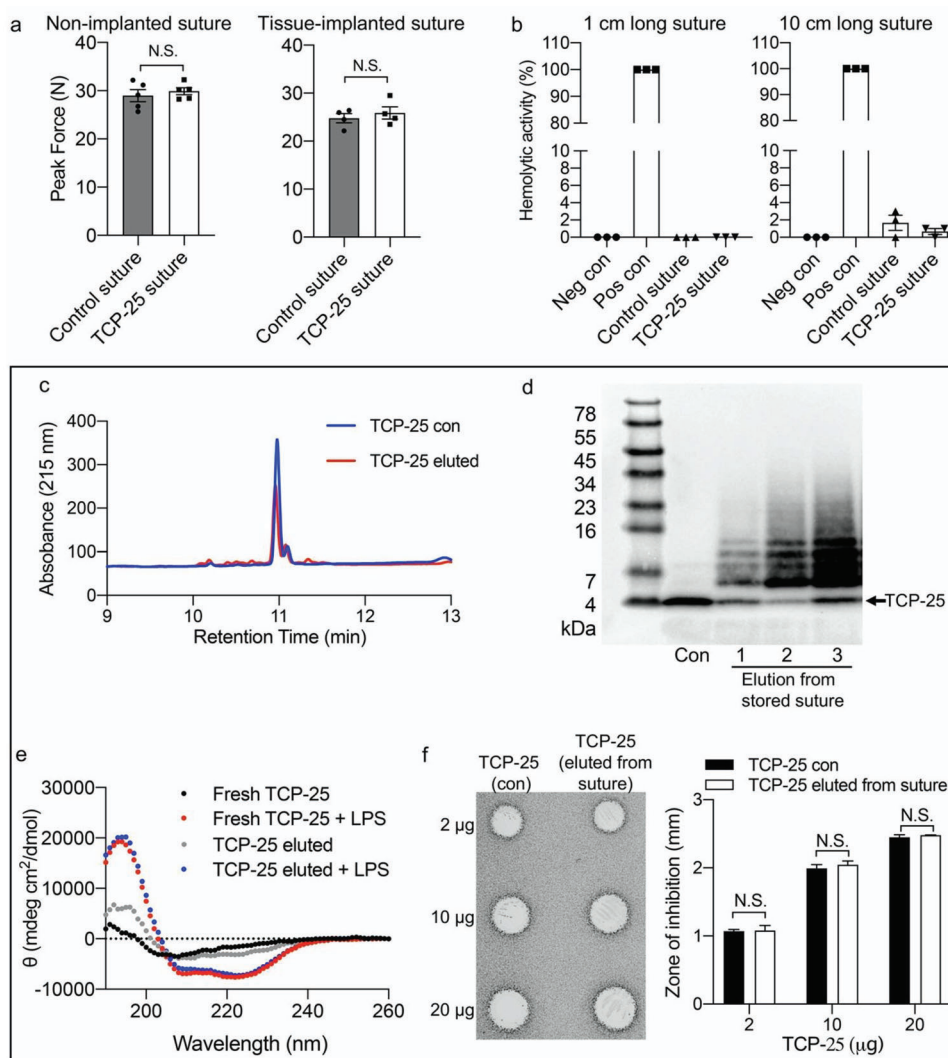 a
Non-implanted suture
Tissue-implanted suture
N.S.
N.S.
Peak Force (N)
40
30
20
10
0
Control suture
TCP-25 suture
30
20
10
0
Control suture
TCP-25 suture
b
1 cm long suture
10 cm long suture
Hemolytic activity (%)
110
100
90
80
10
8
6
4
2
0
Neg con
Pos con
Control suture
TCP-25 suture
110
100
90
80
10
8
6
4
2
0
Neg con
Pos con
Control suture
TCP-25 suture
c
Absobance (215 nm)
400
300
200
100
0
TCP-25 con
TCP-25 eluted
9 10 11 12 13
Retention Time (min)
d
78
55
45
34
23
16
7
4
kDa
TCP-25
Con 1 2 3
Elution from
stored suture
e
θ (mdeg cm²/dmol)
30000
20000
10000
0
-10000
Fresh TCP-25
Fresh TCP-25 + LPS
TCP-25 eluted
TCP-25 eluted + LPS
200 220 240 260
Wavelength (nm)
f
TCP-25
(con)
TCP-25
(eluted from
suture)
2 µg
10 µg
20 µg
TCP-25 con
TCP-25 eluted from suture
Zone of inhibition (mm)
3
2
1
0
N.S.
N.S.
N.S.
2 10 20
TCP-25 (µg)